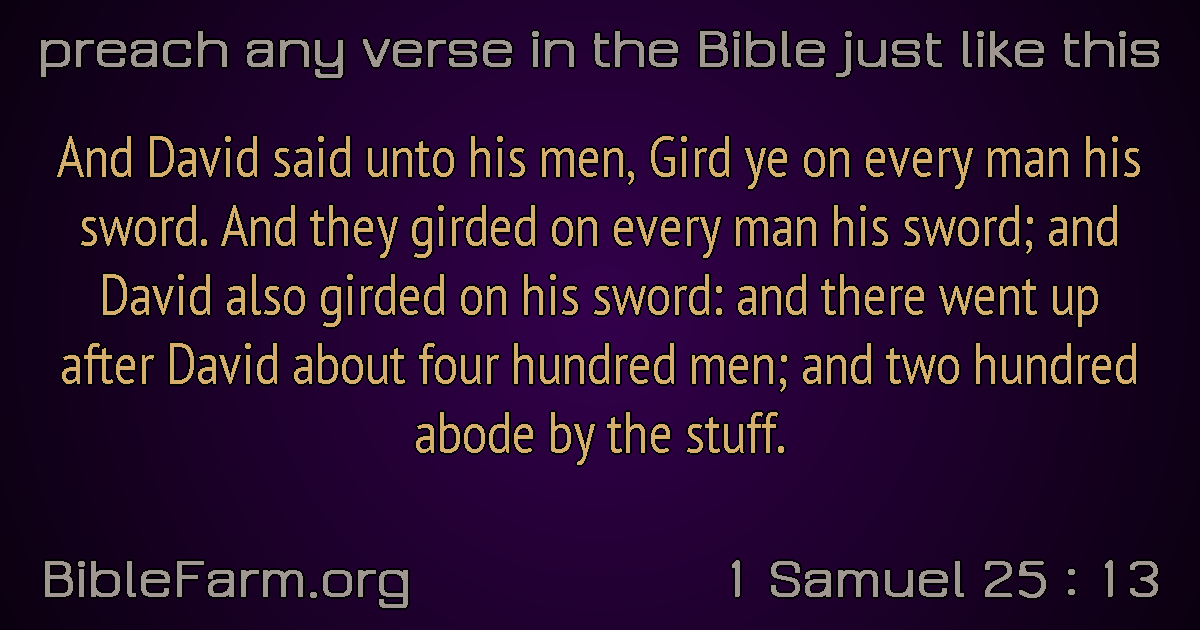 preach any verse in the Bible just like this
And David said unto his men, Gird ye on every man his
sword. And they girded on every man his sword; and
David also girded on his sword: and there went up
after David about four hundred men; and two hundred
abode by the stuff.
BibleFarm.org
1 Samuel 25 : 13